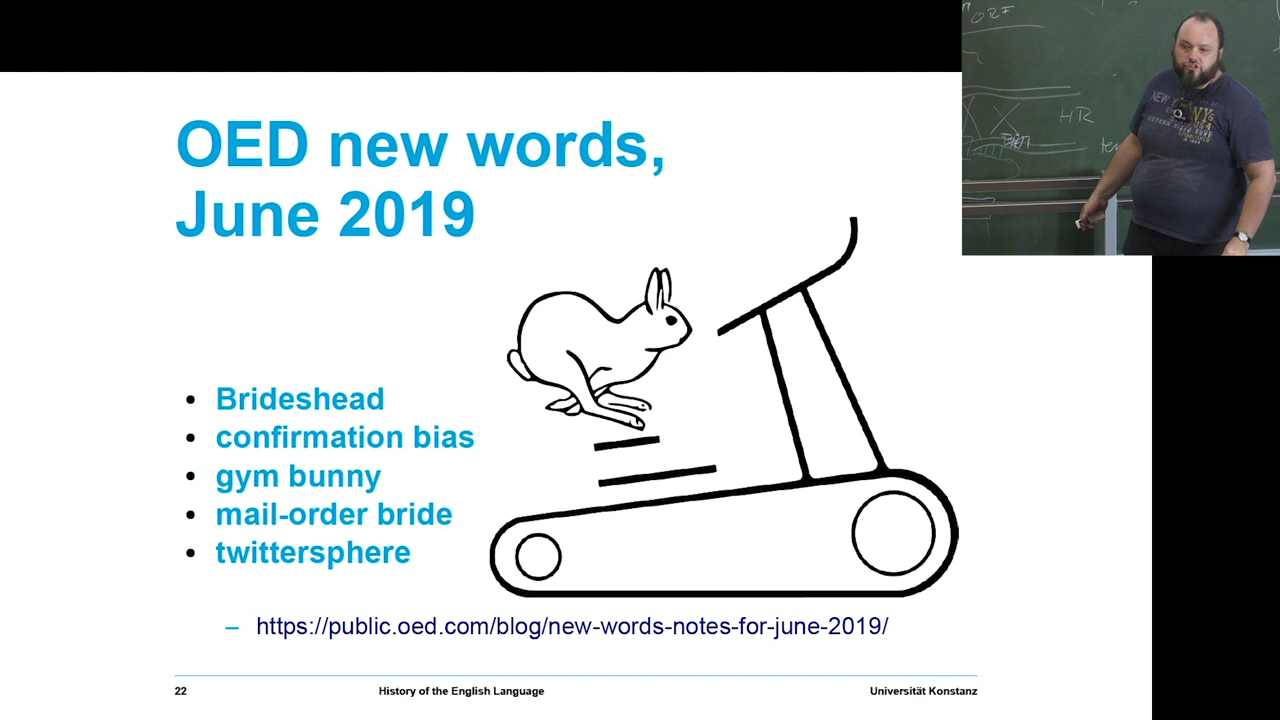 OED new words,
June 2019
• Brideshead
• confirmation bias
• gym bunny
• mail-order bride
• twittersphere
– https://public.oed.com/blog/new-words-notes-for-june-2019/
22 History of the English Language Universität Konstanz
HR